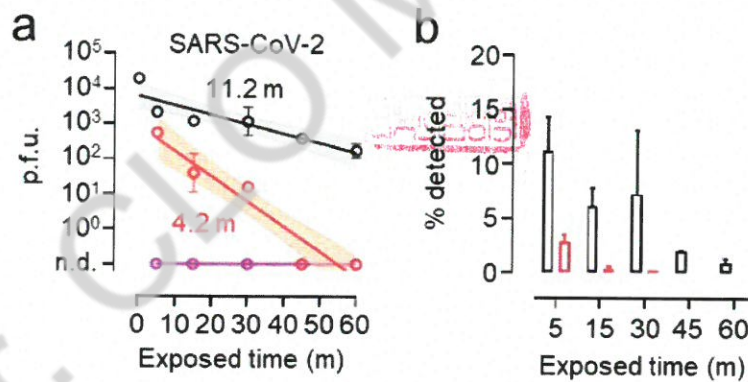 a
SARS-CoV-2
11.2 m
4.2 m
p.f.u.
10⁵
10⁴
10³
10²
10¹
10⁰
n.d.
0 10 20 30 40 50 60
Exposed time (m)
b
% detected
20
15
10
5
0
5 15 30 45 60
Exposed time (m)